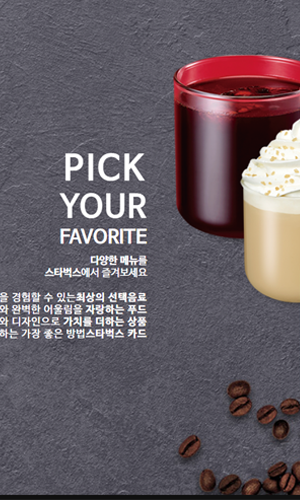 PICK
YOUR
FAVORITE
다양한 메뉴를
스타벅스에서 즐겨보세요
을 경험할 수 있는최상의 선택음료
와 완벽한 어울림을 자랑하는 푸드
와 디자인으로 가치를 더하는 상품
하는 가장 좋은 방법스타벅스 카드